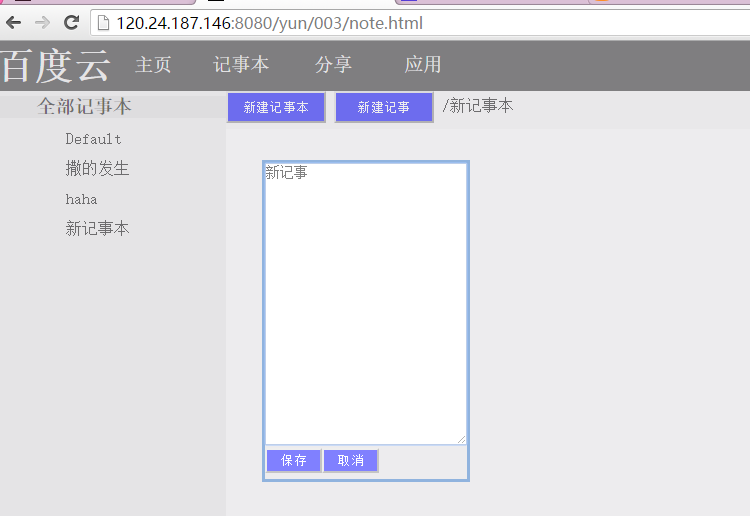 120.24.187.146:8080/yun/003/note.html
百度云 主页 记事本 分享 应用
全部记事本 新建记事本 新建记事 /新记事本
Default
撒的发生
haha
新记事本
新记事
保存 取消